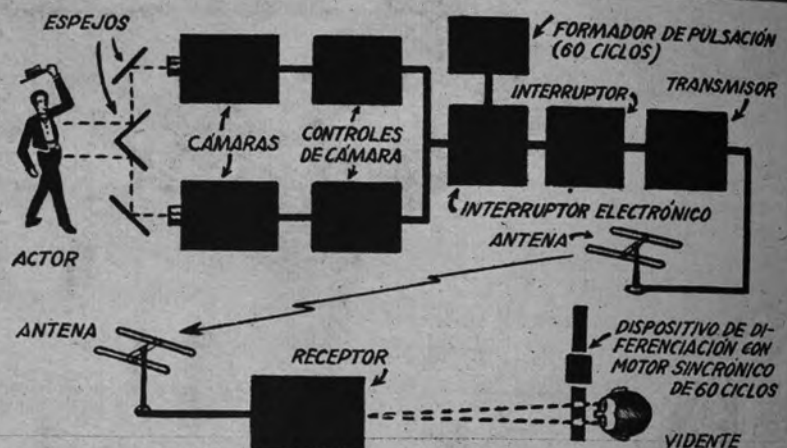 ESPEJOS
FORMADOR DE PULSACIÓN
(60 CICLOS)
INTERRUPTOR
TRANSMISOR
CÁMARAS
CONTROLES
DE CÁMARA
INTERRUPTOR ELECTRÓNICO
ANTENA
ACTOR
ANTENA
RECEPTOR
DISPOSITIVO DE DI-
FERENCIACIÓN CON
MOTOR SINCRÓNICO
DE 60 CICLOS
VIDENTE